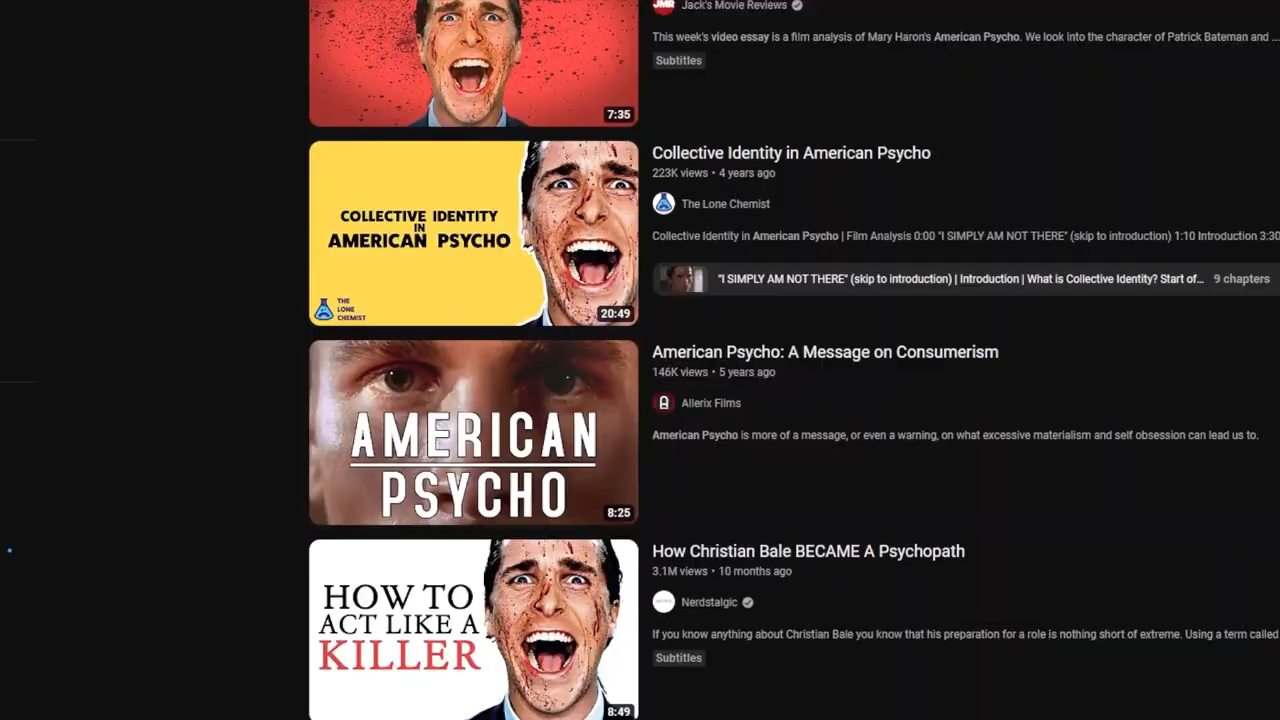 JMR Jack's Movie Reviews
This week's video essay is a film analysis of Mary Haron's American Psycho. We look into the character of Patrick Bateman and ...
Subtitles
7:35
COLLECTIVE IDENTITY
IN
AMERICAN PSYCHO
THE
LONE
CHEMIST
20:49
Collective Identity in American Psycho
223K views • 4 years ago
The Lone Chemist
Collective Identity in American Psycho | Film Analysis 0:00 "I SIMPLY AM NOT THERE" (skip to introduction) 1:10 Introduction 3:30
"I SIMPLY AM NOT THERE" (skip to introduction) | Introduction | What is Collective Identity? Start of... 9 chapters
AMERICAN
PSYCHO
8:25
American Psycho: A Message on Consumerism
146K views • 5 years ago
Allerix Films
American Psycho is more of a message, or even a warning, on what excessive materialism and self obsession can lead us to.
HOW TO
ACT LIKE A
KILLER
8:49
How Christian Bale BECAME A Psychopath
3.1M views • 10 months ago
Nerdstalgic
If you know anything about Christian Bale you know that his preparation for a role is nothing short of extreme. Using a term called
Subtitles